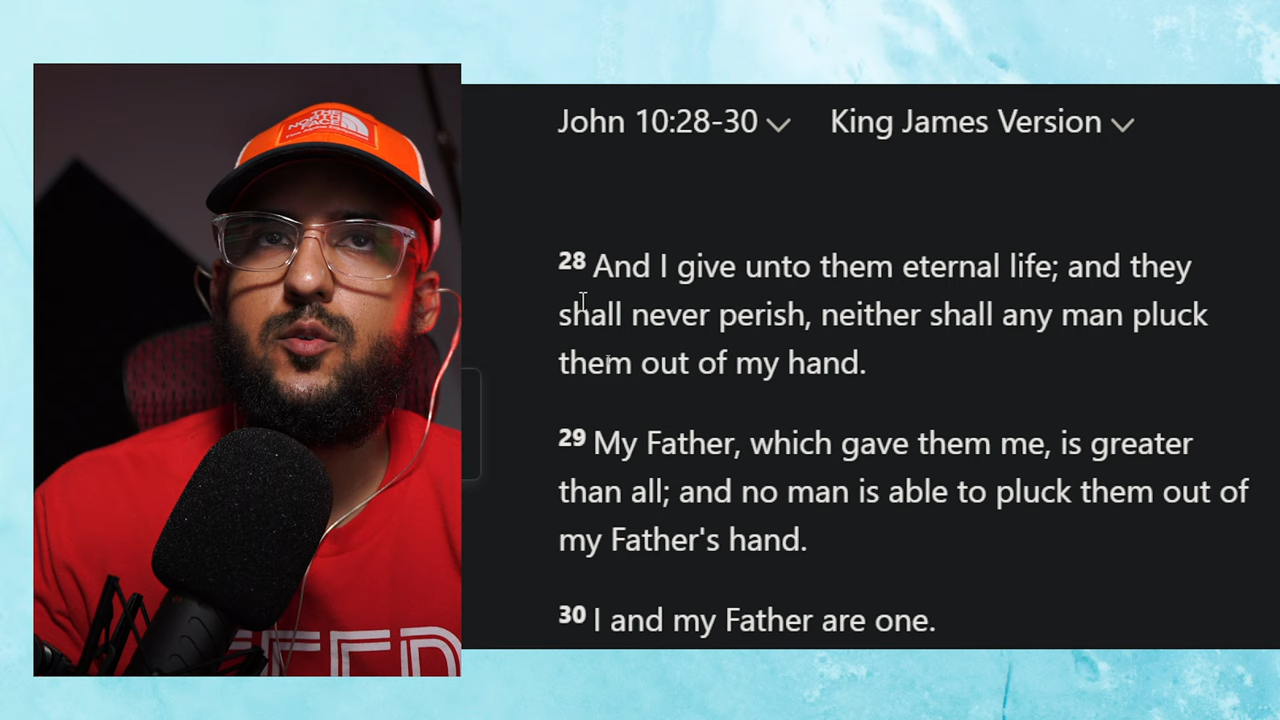 THE
NORTH
FACE
John 10:28-30 King James Version
28 And I give unto them eternal life; and they
shall never perish, neither shall any man pluck
them out of my hand.
29 My Father, which gave them me, is greater
than all; and no man is able to pluck them out of
my Father's hand.
30 I and my Father are one.